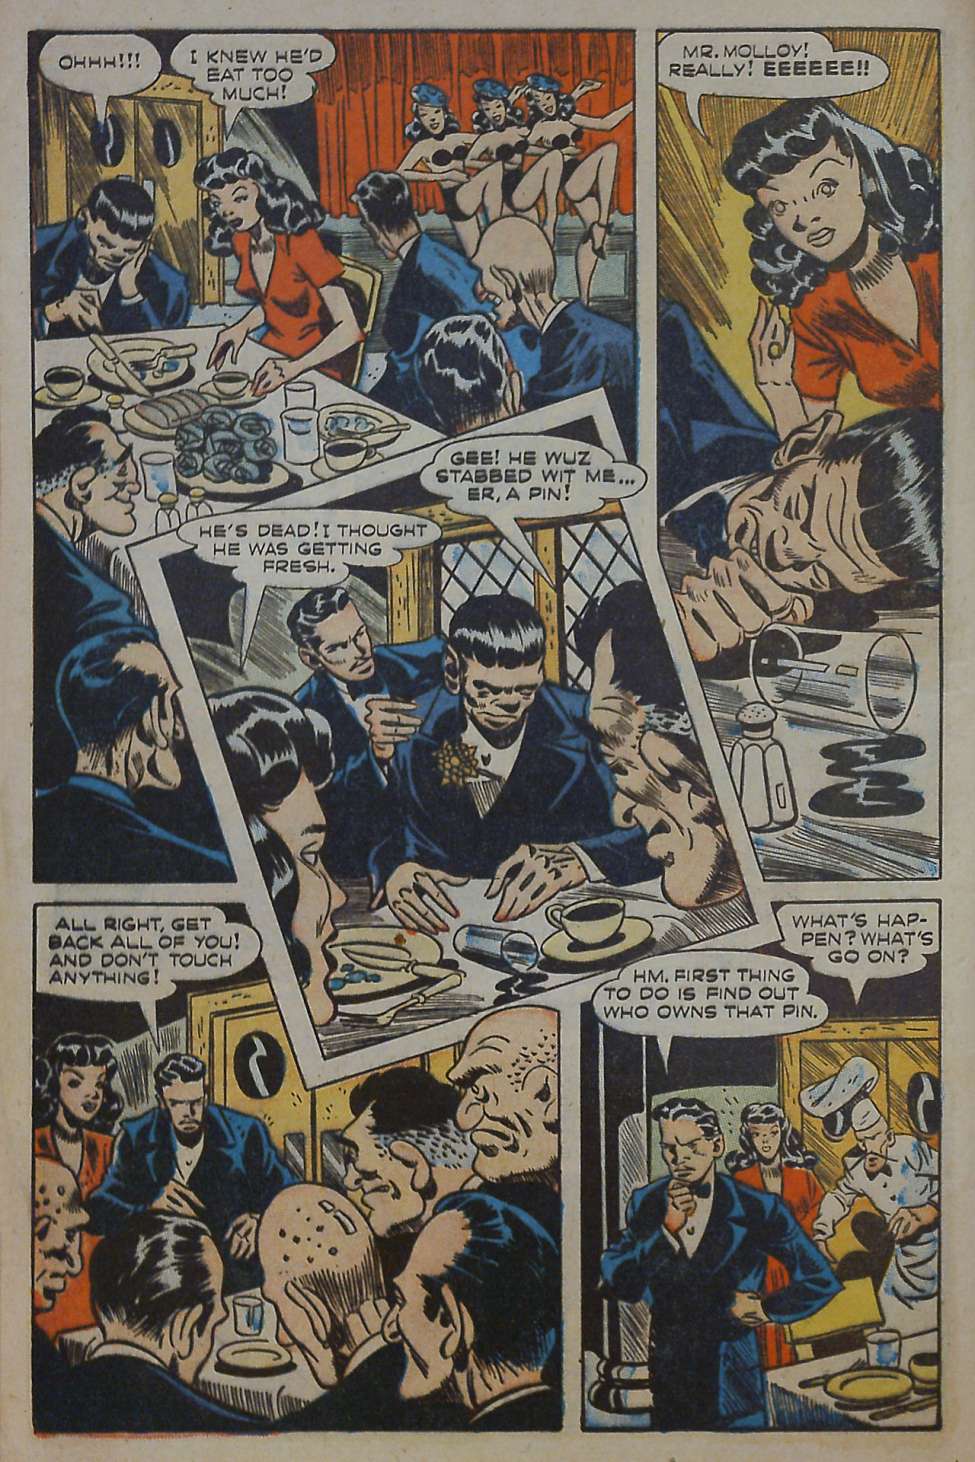 OHHH!!!
I KNEW HE'D
EAT TOO
MUCH!
MR. MOLLOY!
REALLY! EEEEEE!!
GEE! HE WUZ
STABBED WIT ME...
ER, A PIN!
HE'S DEAD! I THOUGHT
HE WAS GETTING
FRESH.
ALL RIGHT, GET
BACK ALL OF YOU!
AND DON'T TOUCH
ANYTHING!
HM. FIRST THING
TO DO IS FIND OUT
WHO OWNS THAT PIN.
WHAT'S HAP-
PEN? WHAT'S
GO ON?